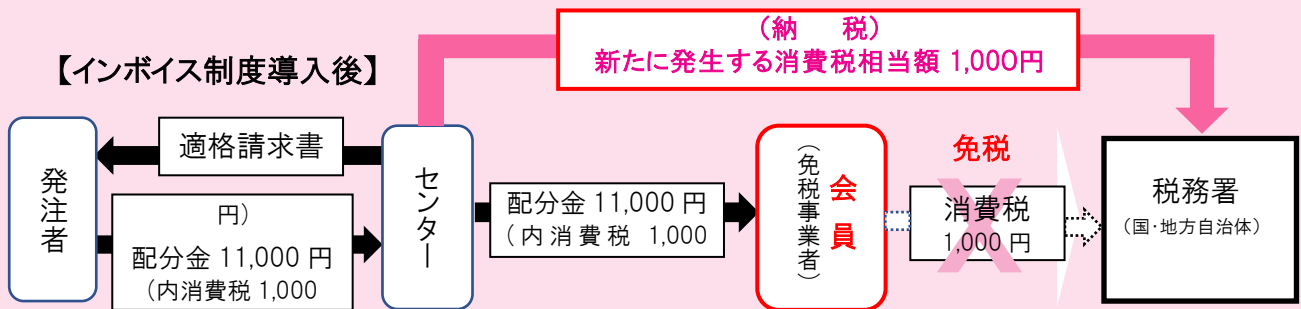 (納　税)
新たに発生する消費税相当額 1,000円
【インボイス制度導入後】
発注者
適格請求書
円)
配分金 11,000 円
(内消費税 1,000
センター
配分金 11,000 円
(内消費税 1,000
会員
(免税事業者)
免税
消費税
1,000 円
税務署
(国・地方自治体)